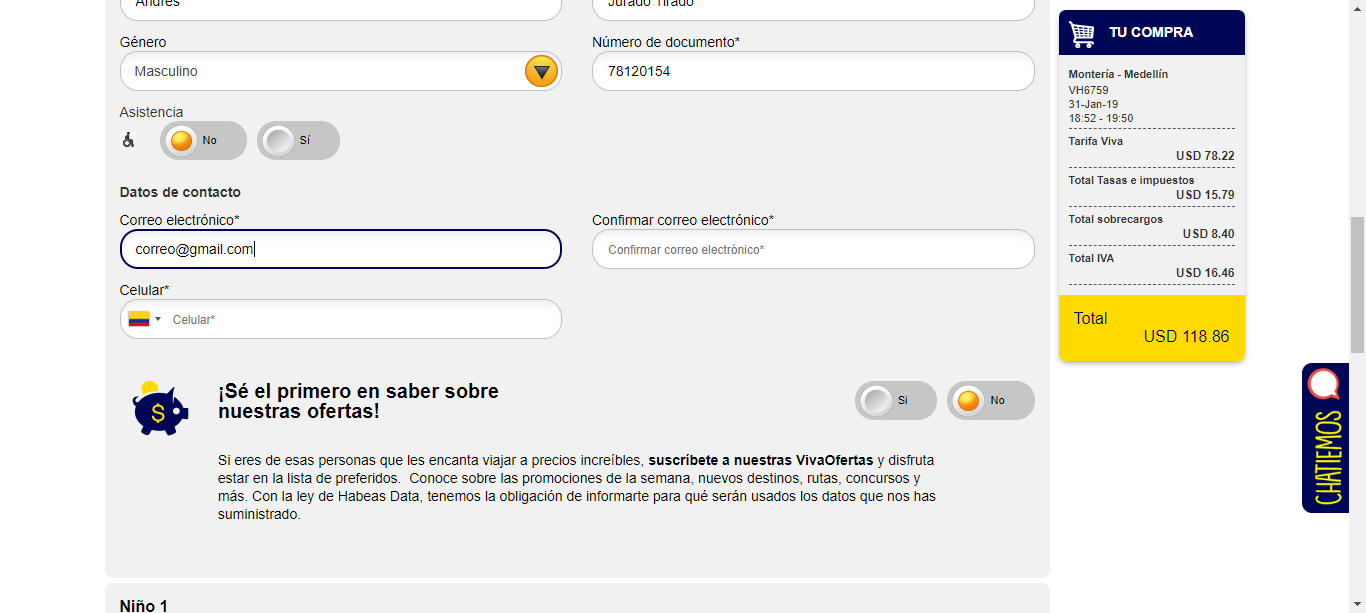 Andrés
Jurado Tirado
Género
Número de documento*
Masculino
78120154
Asistencia
No
Sí
Datos de contacto
Correo electrónico*
Confirmar correo electrónico*
correo@gmail.com
Confirmar correo electrónico*
Celular*
Celular*
$
¡Sé el primero en saber sobre
nuestras ofertas!
Si
No
Si eres de esas personas que les encanta viajar a precios increíbles, suscríbete a nuestras VivaOfertas y disfruta
estar en la lista de preferidos. Conoce sobre las promociones de la semana, nuevos destinos, rutas, concursos y
más. Con la ley de Habeas Data, tenemos la obligación de informarte para qué serán usados los datos que nos has
suministrado.
Niño 1
TU COMPRA
Montería - Medellín
VH6759
31-Jan-19
18:52 - 19:50
Tarifa Viva
USD 78.22
Total Tasas e impuestos
USD 15.79
Total sobrecargos
USD 8.40
Total IVA
USD 16.46
Total
USD 118.86
CHATIEMOS